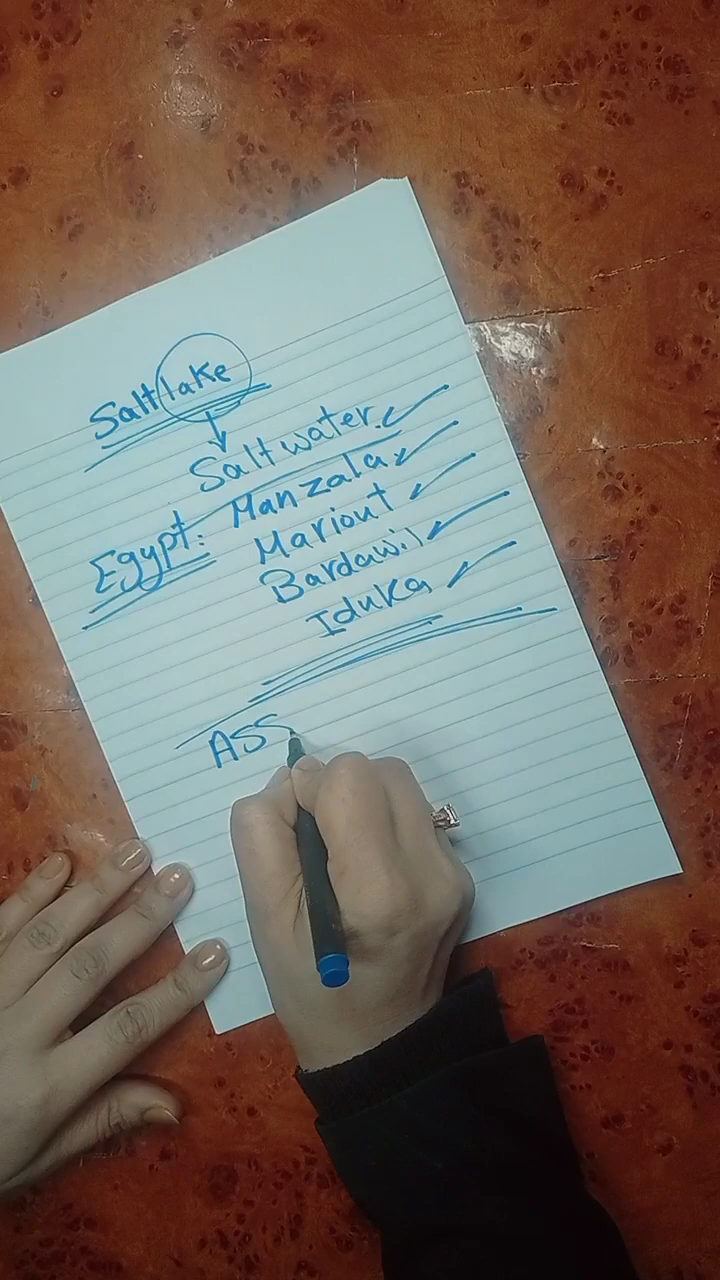 Salt lake
Salt water.
Egypt: Manzala
Mariout
Bardawil
Iduka
ASS